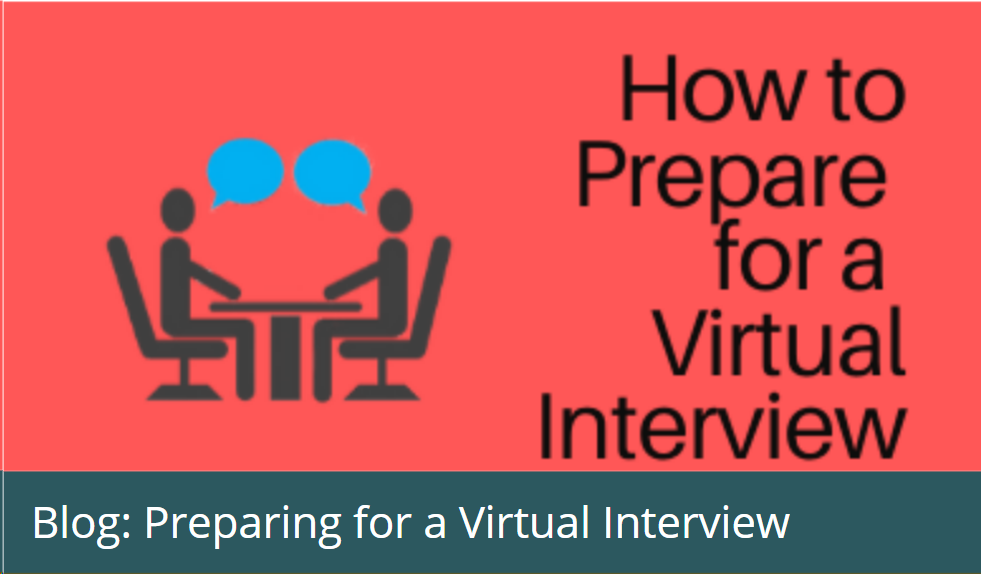 How to
Prepare
for a
Virtual
Interview
Blog: Preparing for a Virtual Interview